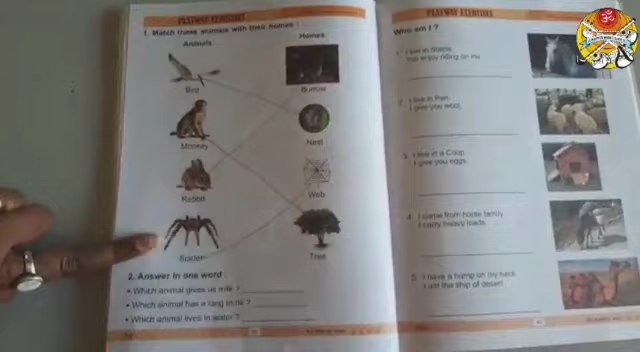 PLAYWAY EXERCISES
1. Match these animals with their homes :
Animals
Homes
Bird
Burrow
Monkey
Nest
Rabbit
Web
Spider
Tree
2. Answer in one word
• Which animal gives us milk ?
• Which animal has a long trunk ?
• Which animal lives in water ?
PLAYWAY EXERCISES
Who am I ?
1. I live in stable.
You enjoy riding on me.
2. I live in Pen.
I give you wool.
3. I live in a Coop.
I give you eggs.
4. I come from horse family.
I carry heavy loads.
5. I have a hump on my back.
I am the ship of desert.